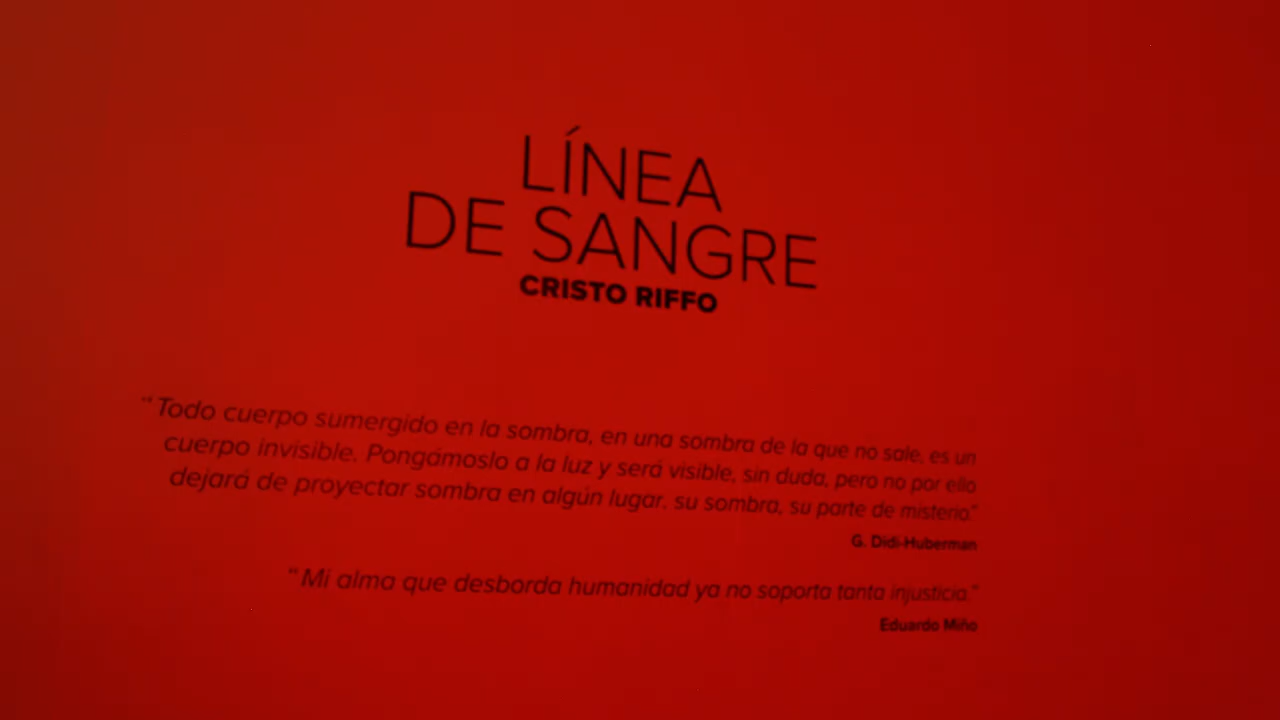 LÍNEA
DE SANGRE
CRISTO RIFFO
“Todo cuerpo sumergido en la sombra, en una sombra de la que no sale, es un
cuerpo invisible. Pongámoslo a la luz y será visible, sin duda, pero no por ello
dejará de proyectar sombra en algún lugar. su sombra, su parte de misterio.”
G. Didi-Huberman
“Mi alma que desborda humanidad ya no soporta tanta injusticia.”
Eduardo Miño